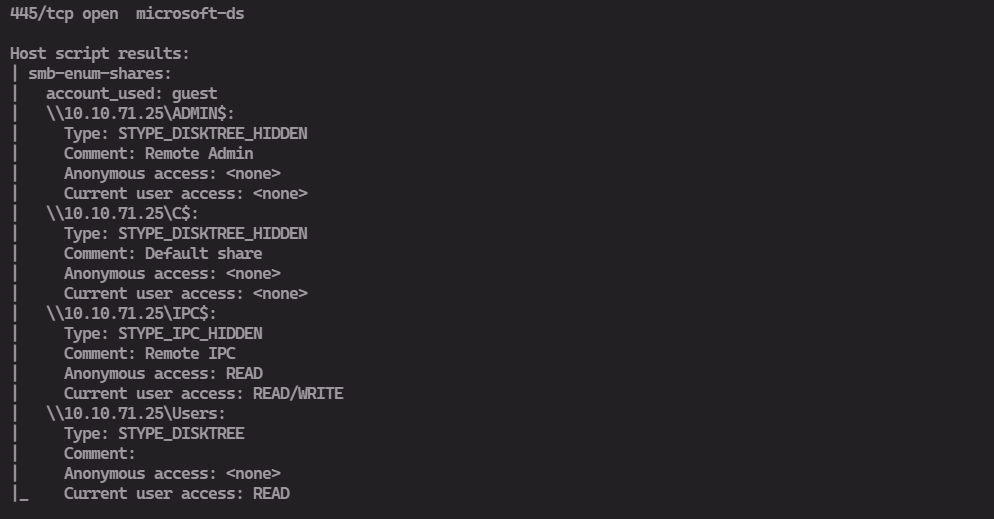 445/tcp open  microsoft-ds

Host script results:
| smb-enum-shares:
|   account_used: guest
|   \\10.10.71.25\ADMIN$:
|     Type: STYPE_DISKTREE_HIDDEN
|     Comment: Remote Admin
|     Anonymous access: <none>
|     Current user access: <none>
|   \\10.10.71.25\C$:
|     Type: STYPE_DISKTREE_HIDDEN
|     Comment: Default share
|     Anonymous access: <none>
|     Current user access: <none>
|   \\10.10.71.25\IPC$:
|     Type: STYPE_IPC_HIDDEN
|     Comment: Remote IPC
|     Anonymous access: READ
|     Current user access: READ/WRITE
|   \\10.10.71.25\Users:
|     Type: STYPE_DISKTREE
|     Comment:
|     Anonymous access: <none>
|_    Current user access: READ